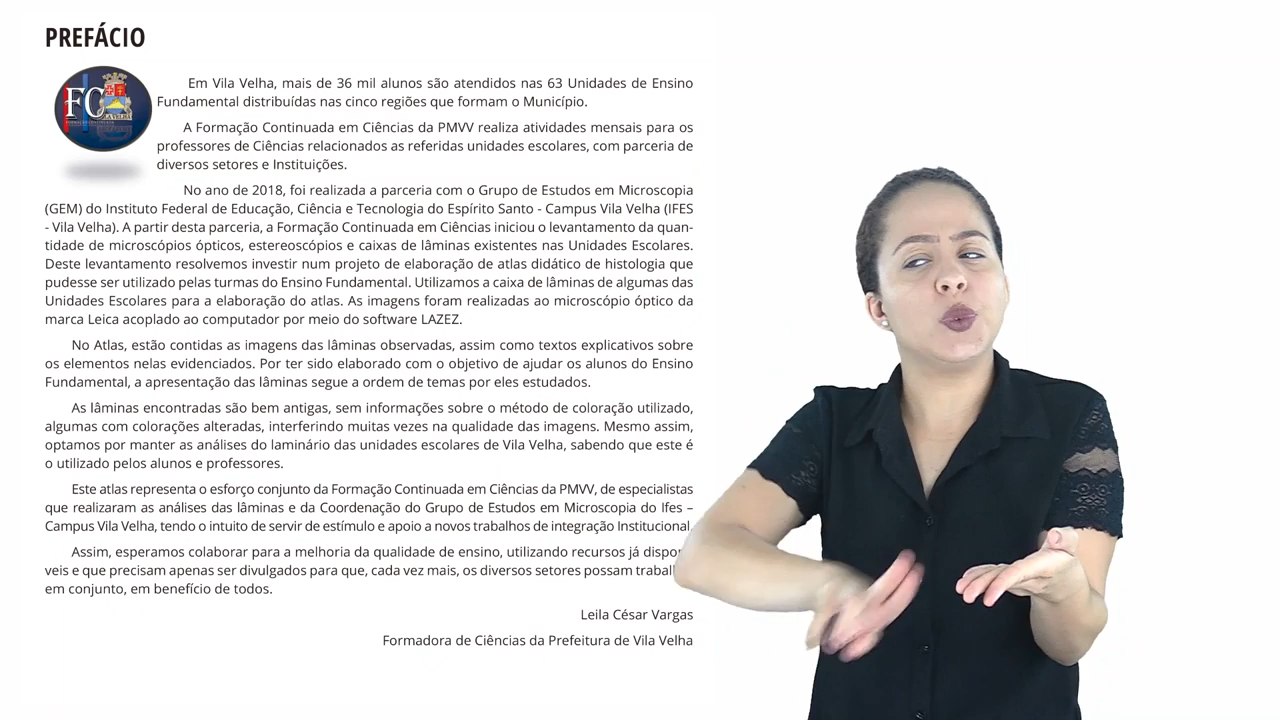 PREFÁCIO
FC
Em Vila Velha, mais de 36 mil alunos são atendidos nas 63 Unidades de Ensino
Fundamental distribuídas nas cinco regiões que formam o Município.
A Formação Continuada em Ciências da PMVV realiza atividades mensais para os
professores de Ciências relacionados as referidas unidades escolares, com parceria de
diversos setores e Instituições.
No ano de 2018, foi realizada a parceria com o Grupo de Estudos em Microscopia
(GEM) do Instituto Federal de Educação, Ciência e Tecnologia do Espírito Santo - Campus Vila Velha (IFES
- Vila Velha). A partir desta parceria, a Formação Continuada em Ciências iniciou o levantamento da quan-
tidade de microscópios ópticos, estereoscópios e caixas de lâminas existentes nas Unidades Escolares.
Deste levantamento resolvemos investir num projeto de elaboração de atlas didático de histologia que
pudesse ser utilizado pelas turmas do Ensino Fundamental. Utilizamos a caixa de lâminas de algumas das
Unidades Escolares para a elaboração do atlas. As imagens foram realizadas ao microscópio óptico da
marca Leica acoplado ao computador por meio do software LAZEZ.
No Atlas, estão contidas as imagens das lâminas observadas, assim como textos explicativos sobre
os elementos nelas evidenciados. Por ter sido elaborado com o objetivo de ajudar os alunos do Ensino
Fundamental, a apresentação das lâminas segue a ordem de temas por eles estudados.
As lâminas encontradas são bem antigas, sem informações sobre o método de coloração utilizado,
algumas com colorações alteradas, interferindo muitas vezes na qualidade das imagens. Mesmo assim,
optamos por manter as análises do laminário das unidades escolares de Vila Velha, sabendo que este é
o utilizado pelos alunos e professores.
Este atlas representa o esforço conjunto da Formação Continuada em Ciências da PMVV, de especialistas
que realizaram as análises das lâminas e da Coordenação do Grupo de Estudos em Microscopia do Ifes –
Campus Vila Velha, tendo o intuito de servir de estímulo e apoio a novos trabalhos de integração Institucional.
Assim, esperamos colaborar para a melhoria da qualidade de ensino, utilizando recursos já dispo
veis e que precisam apenas ser divulgados para que, cada vez mais, os diversos setores possam trabal
em conjunto, em benefício de todos.
Leila César Vargas
Formadora de Ciências da Prefeitura de Vila Velha